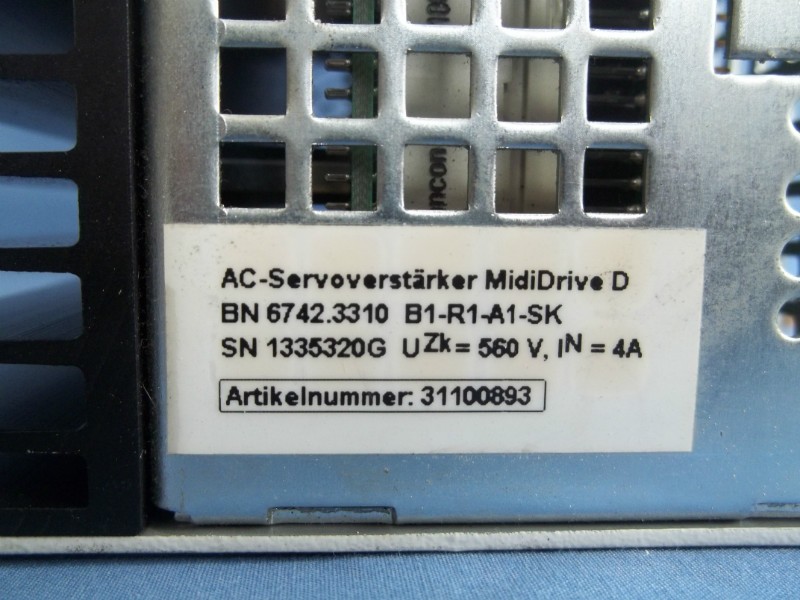 AC-Servoverstärker MidiDrive D
BN 6742.3310 B1-R1-A1-SK
SN 1335320G UZk = 560 V, IN = 4A
Artikelnummer: 31100893